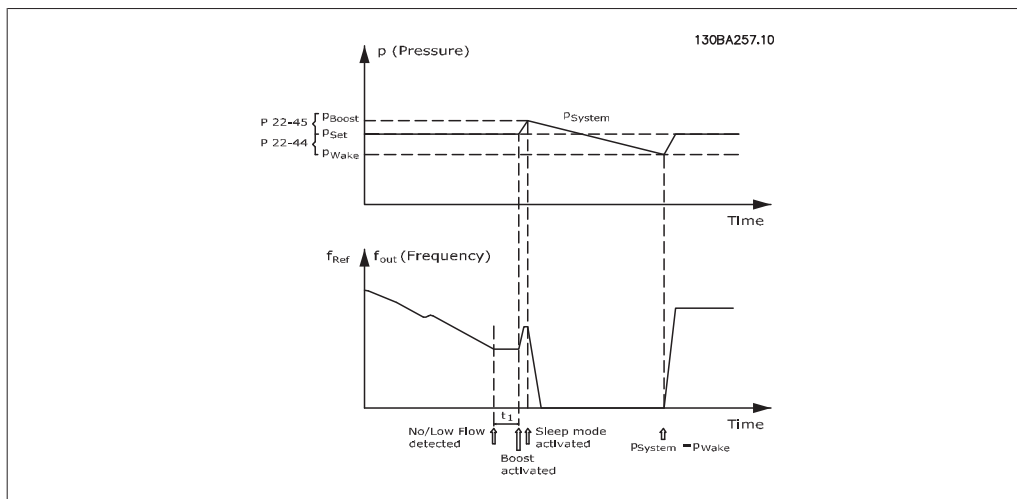 130BA257.10
p (Pressure)
P 22-45 { pBoost
pSystem
pSet
P 22-44 {
pWake
Time
fRef
fout (Frequency)
t1
Time
No/Low Flow
detected
Sleep mode
activated
Boost
activated
pSystem = pWake